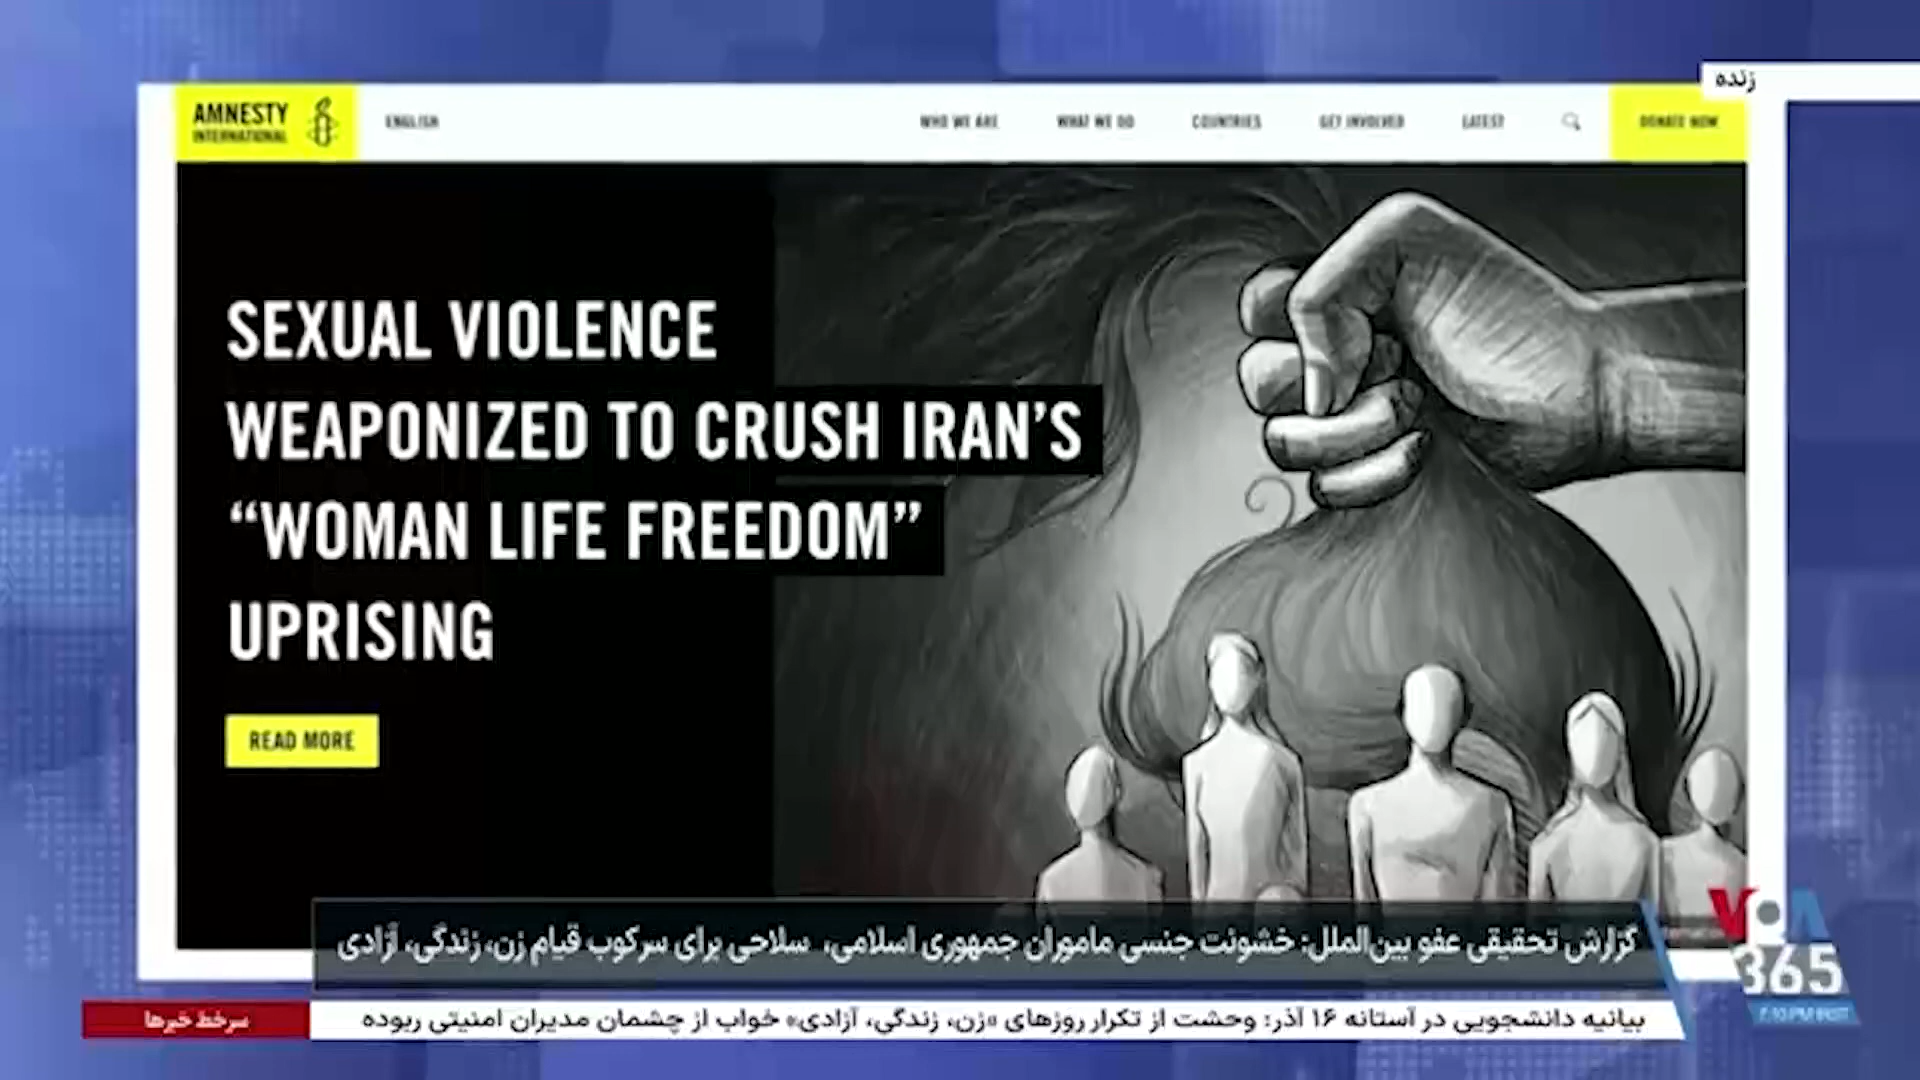 زنده
AMNESTY
INTERNATIONAL
ENGLISH
WHO WE ARE
WHAT WE DO
COUNTRIES
GET INVOLVED
LATEST
DONATE NOW
SEXUAL VIOLENCE
WEAPONIZED TO CRUSH IRAN’S
“WOMAN LIFE FREEDOM”
UPRISING
READ MORE
گزارش تحقیقی عفو بین‌الملل: خشونت جنسی ماموران جمهوری اسلامی، سلاحی برای سرکوب قیام زن، زندگی، آزادی
VOA
365
سرخط خبرها
بیانیه دانشجویی در آستانه ۱۶ آذر: وحشت از تکرار روزهای «زن، زندگی، آزادی» خواب از چشمان مدیران امنیتی ربوده